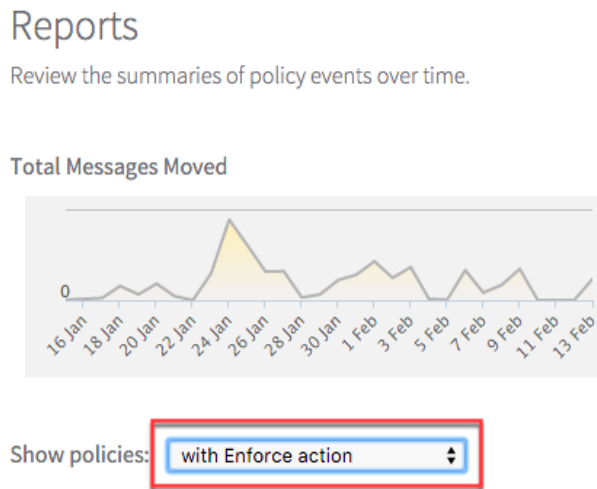 Reports
Review the summaries of policy events over time.
Total Messages Moved
0
16 Jan 18 Jan 20 Jan 22 Jan 24 Jan 26 Jan 28 Jan 30 Jan 1 Feb 3 Feb 5 Feb 7 Feb 9 Feb 11 Feb 13 Feb
Show policies: with Enforce action